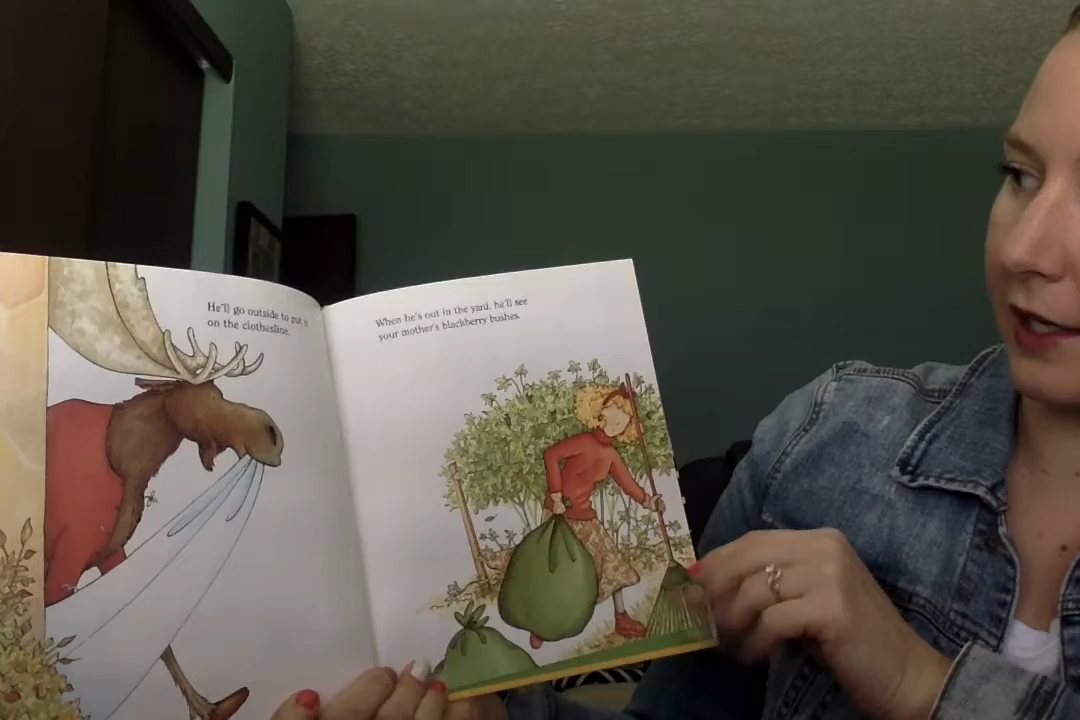 He'll go outside to put it
on the clothesline.
When he's out in the yard, he'll see
your mother's blackberry bushes.